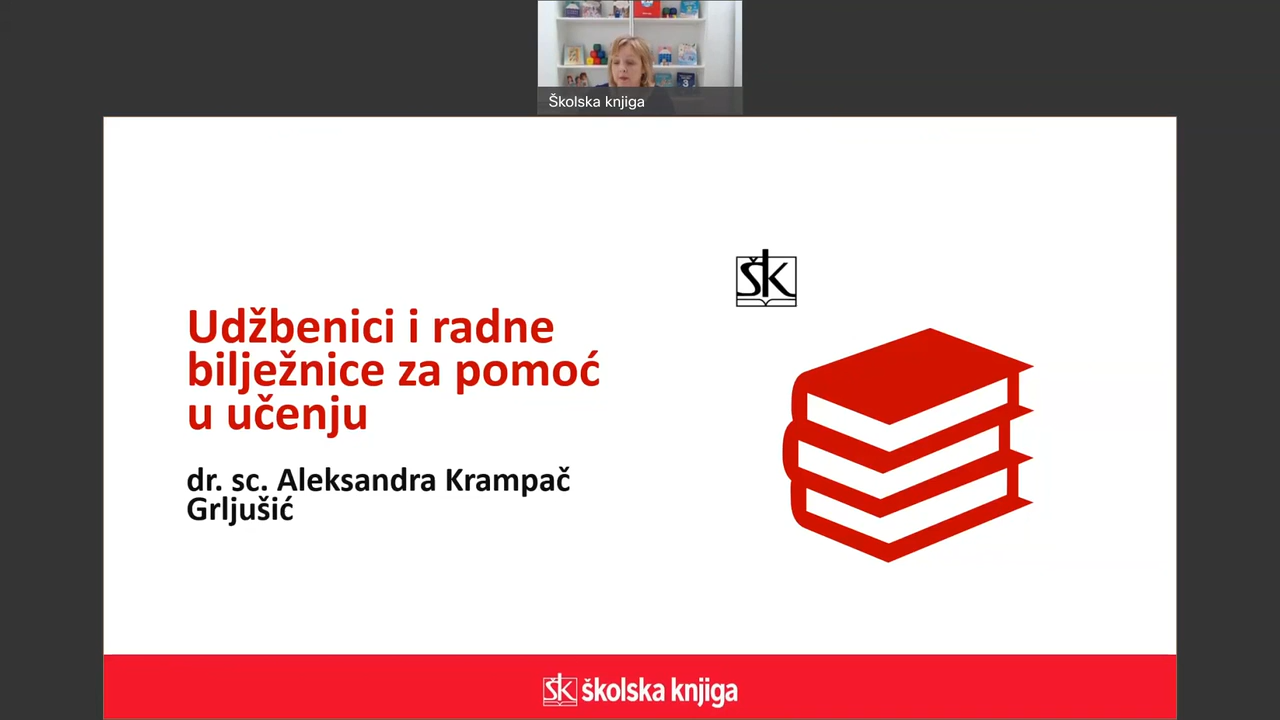 Školska knjiga
ŠK
Udžbenici i radne
bilježnice za pomoć
u učenju
dr. sc. Aleksandra Krampač
Grljušić
ŠK školska knjiga